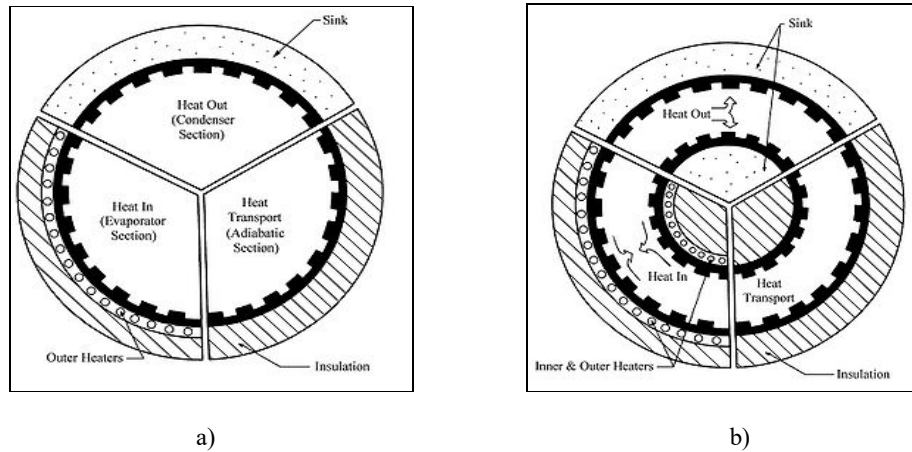 Sink
Heat Out
(Condenser
Section)
Heat In
(Evaporator
Section)
Heat
Transport
(Adiabatic
Section)
Outer Heaters
Insulation
a)
Sink
Heat Out
Heat In
Heat
Transport
Inner & Outer Heaters
Insulation
b)